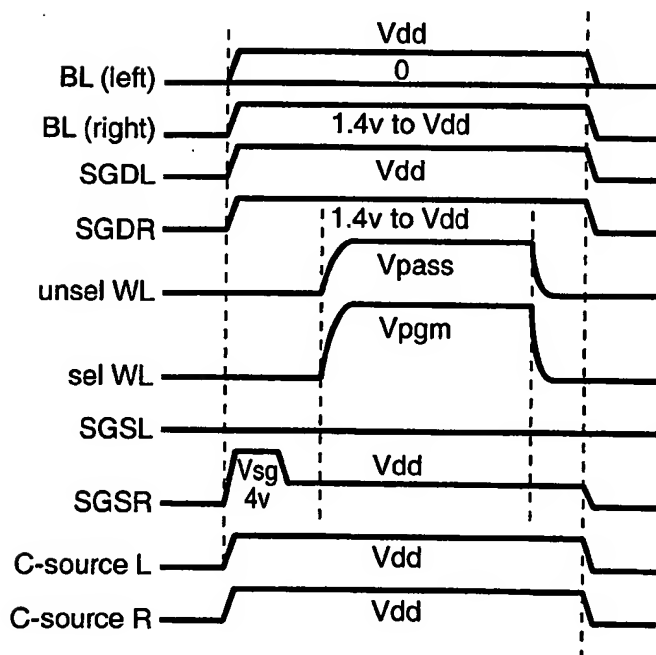 Vdd
BL (left) 0
BL (right) 1.4v to Vdd
SGDL Vdd
SGDR 1.4v to Vdd
unsel WL Vpass
sel WL Vpgm
SGSL
SGSR Vsg 4v Vdd
C-source L Vdd
C-source R Vdd